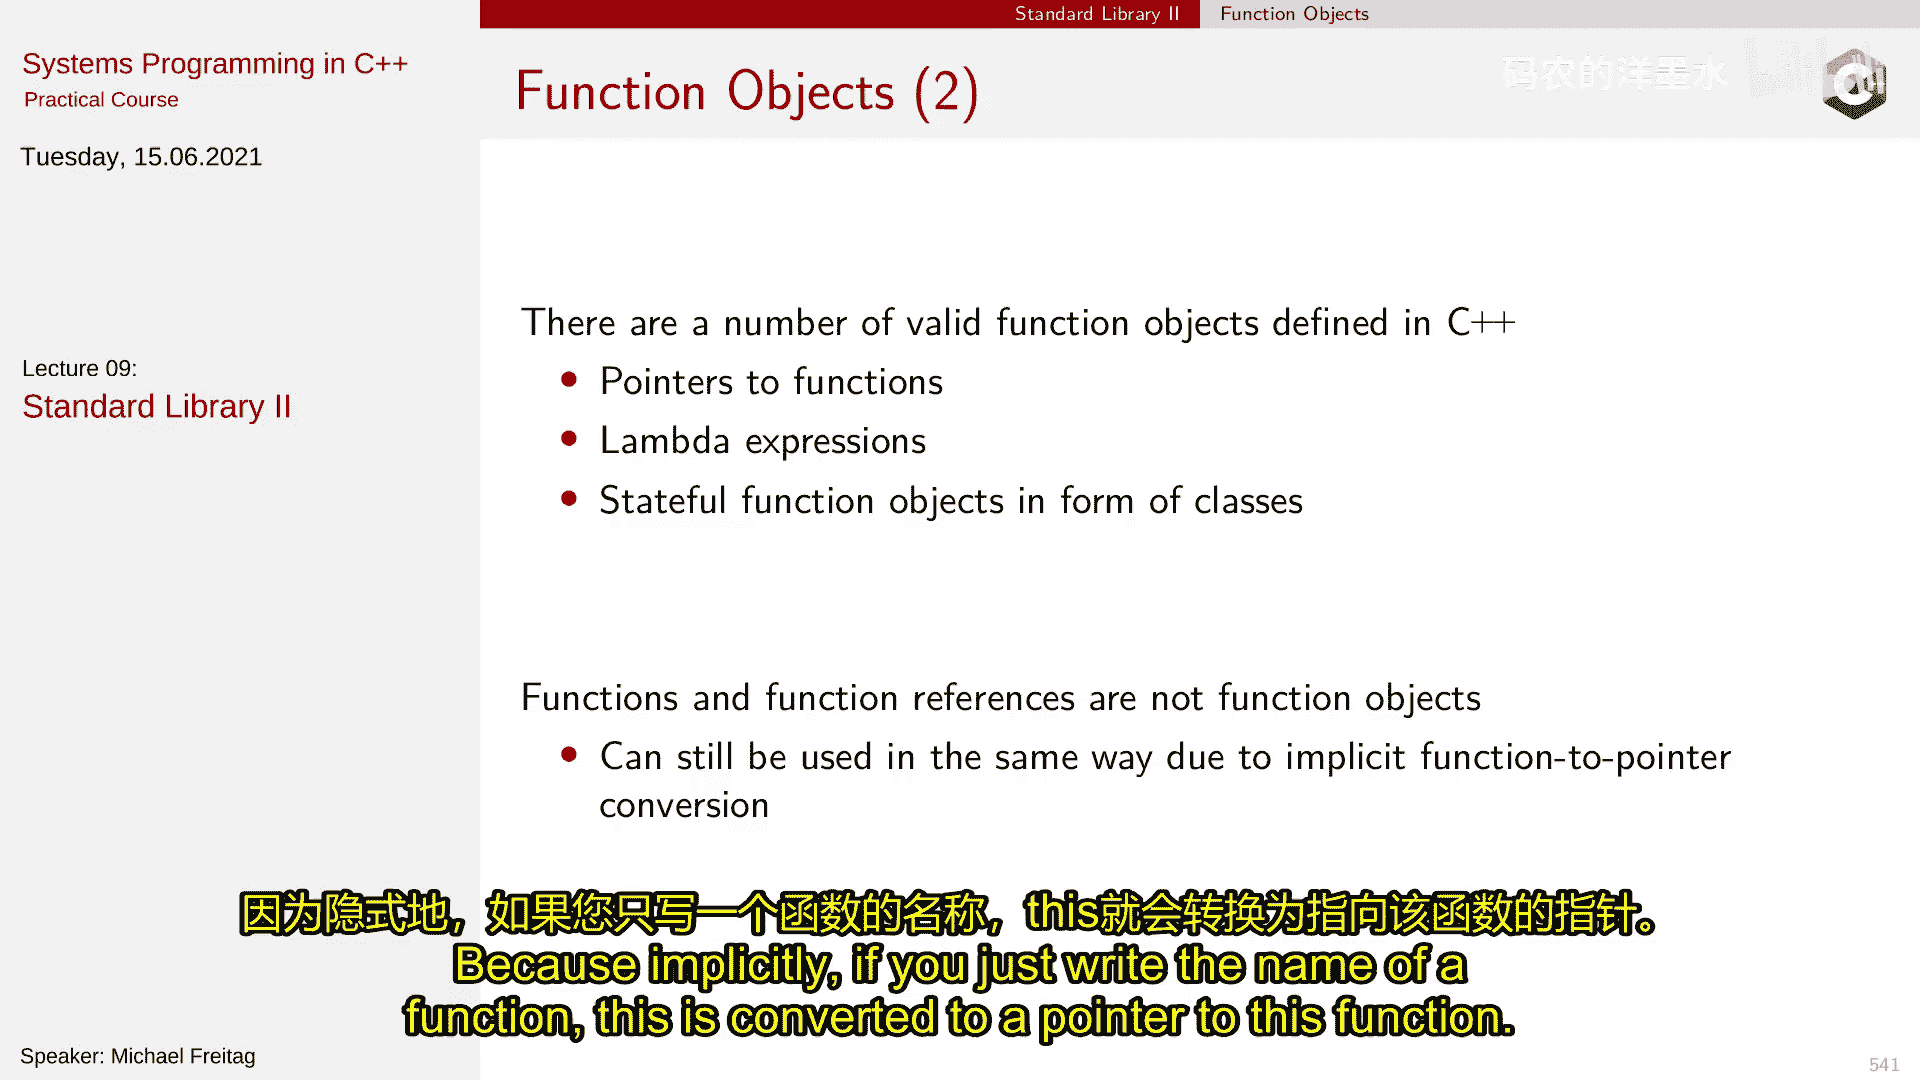 Standard Library II
Function Objects
Systems Programming in C++
Practical Course
Function Objects (2)
码农的洋墨水
Tuesday, 15.06.2021
There are a number of valid function objects defined in C++
Pointers to functions
Lambda expressions
Stateful function objects in form of classes
Lecture 09:
Standard Library II
Functions and function references are not function objects
Can still be used in the same way due to implicit function-to-pointer
conversion
因为隐式地，如果您只写一个函数的名称，this就会转换为指向该函数的指针。
Because implicitly, if you just write the name of a
function, this is converted to a pointer to this function.
Speaker: Michael Freitag
541